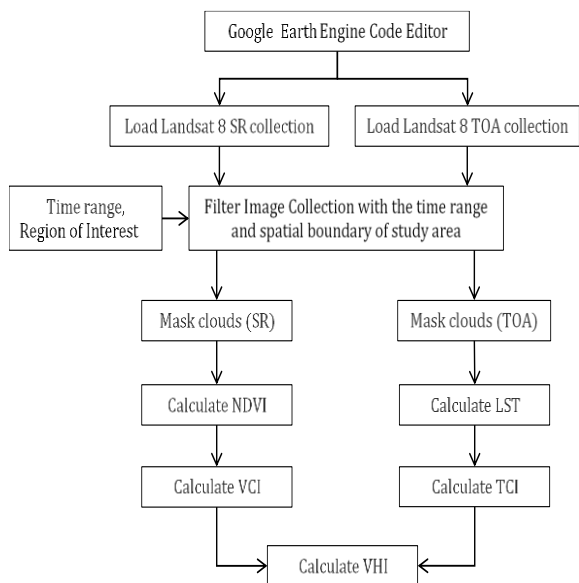 Google Earth Engine Code Editor
Load Landsat 8 SR collection
Load Landsat 8 TOA collection
Time range,
Region of Interest
Filter Image Collection with the time range
and spatial boundary of study area
Mask clouds (SR)
Mask clouds (TOA)
Calculate NDVI
Calculate LST
Calculate VCI
Calculate TCI
Calculate VHI